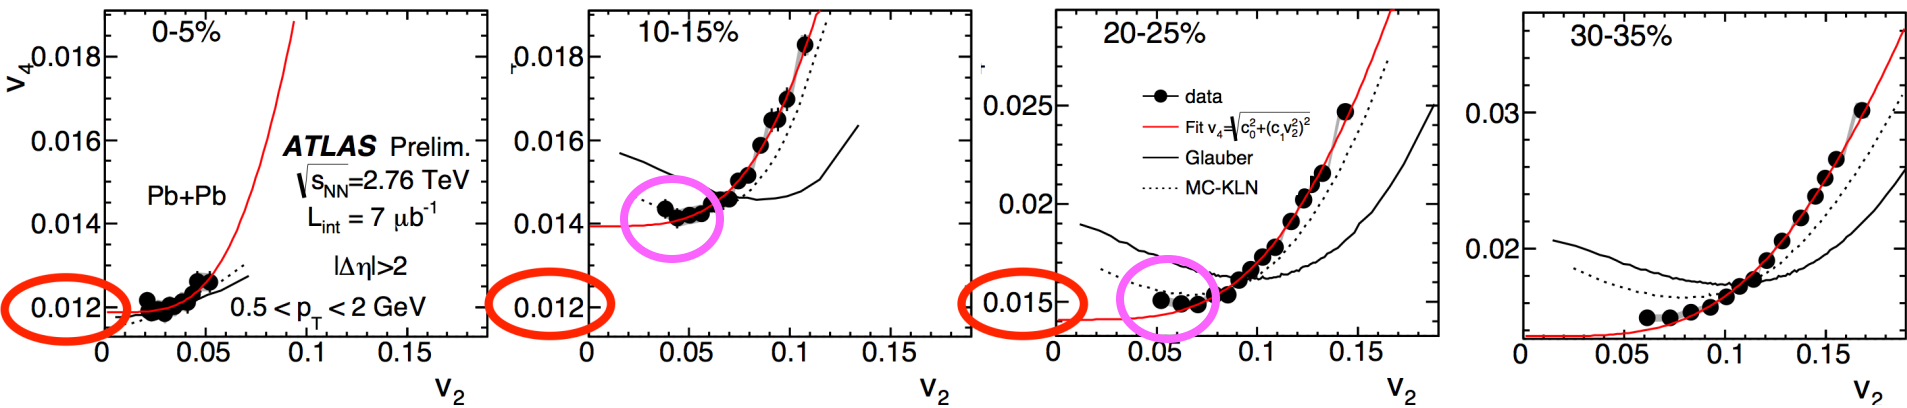 0-5%
v4
0.018
0.016
0.014
0.012
ATLAS Prelim.
√sNN=2.76 TeV
Pb+Pb
Lint = 7 μb-1
|Δη|>2
0.5 < pT < 2 GeV
0 0.05 0.1 0.15
v2
10-15%
0.018
0.016
0.014
0.012
0 0.05 0.1 0.15
v2
20-25%
0.025
0.02
0.015
data
Fit v4=√c0²+(c1v2²)²
Glauber
MC-KLN
0 0.05 0.1 0.15
v2
30-35%
0.03
0.02
0 0.05 0.1 0.15
v2